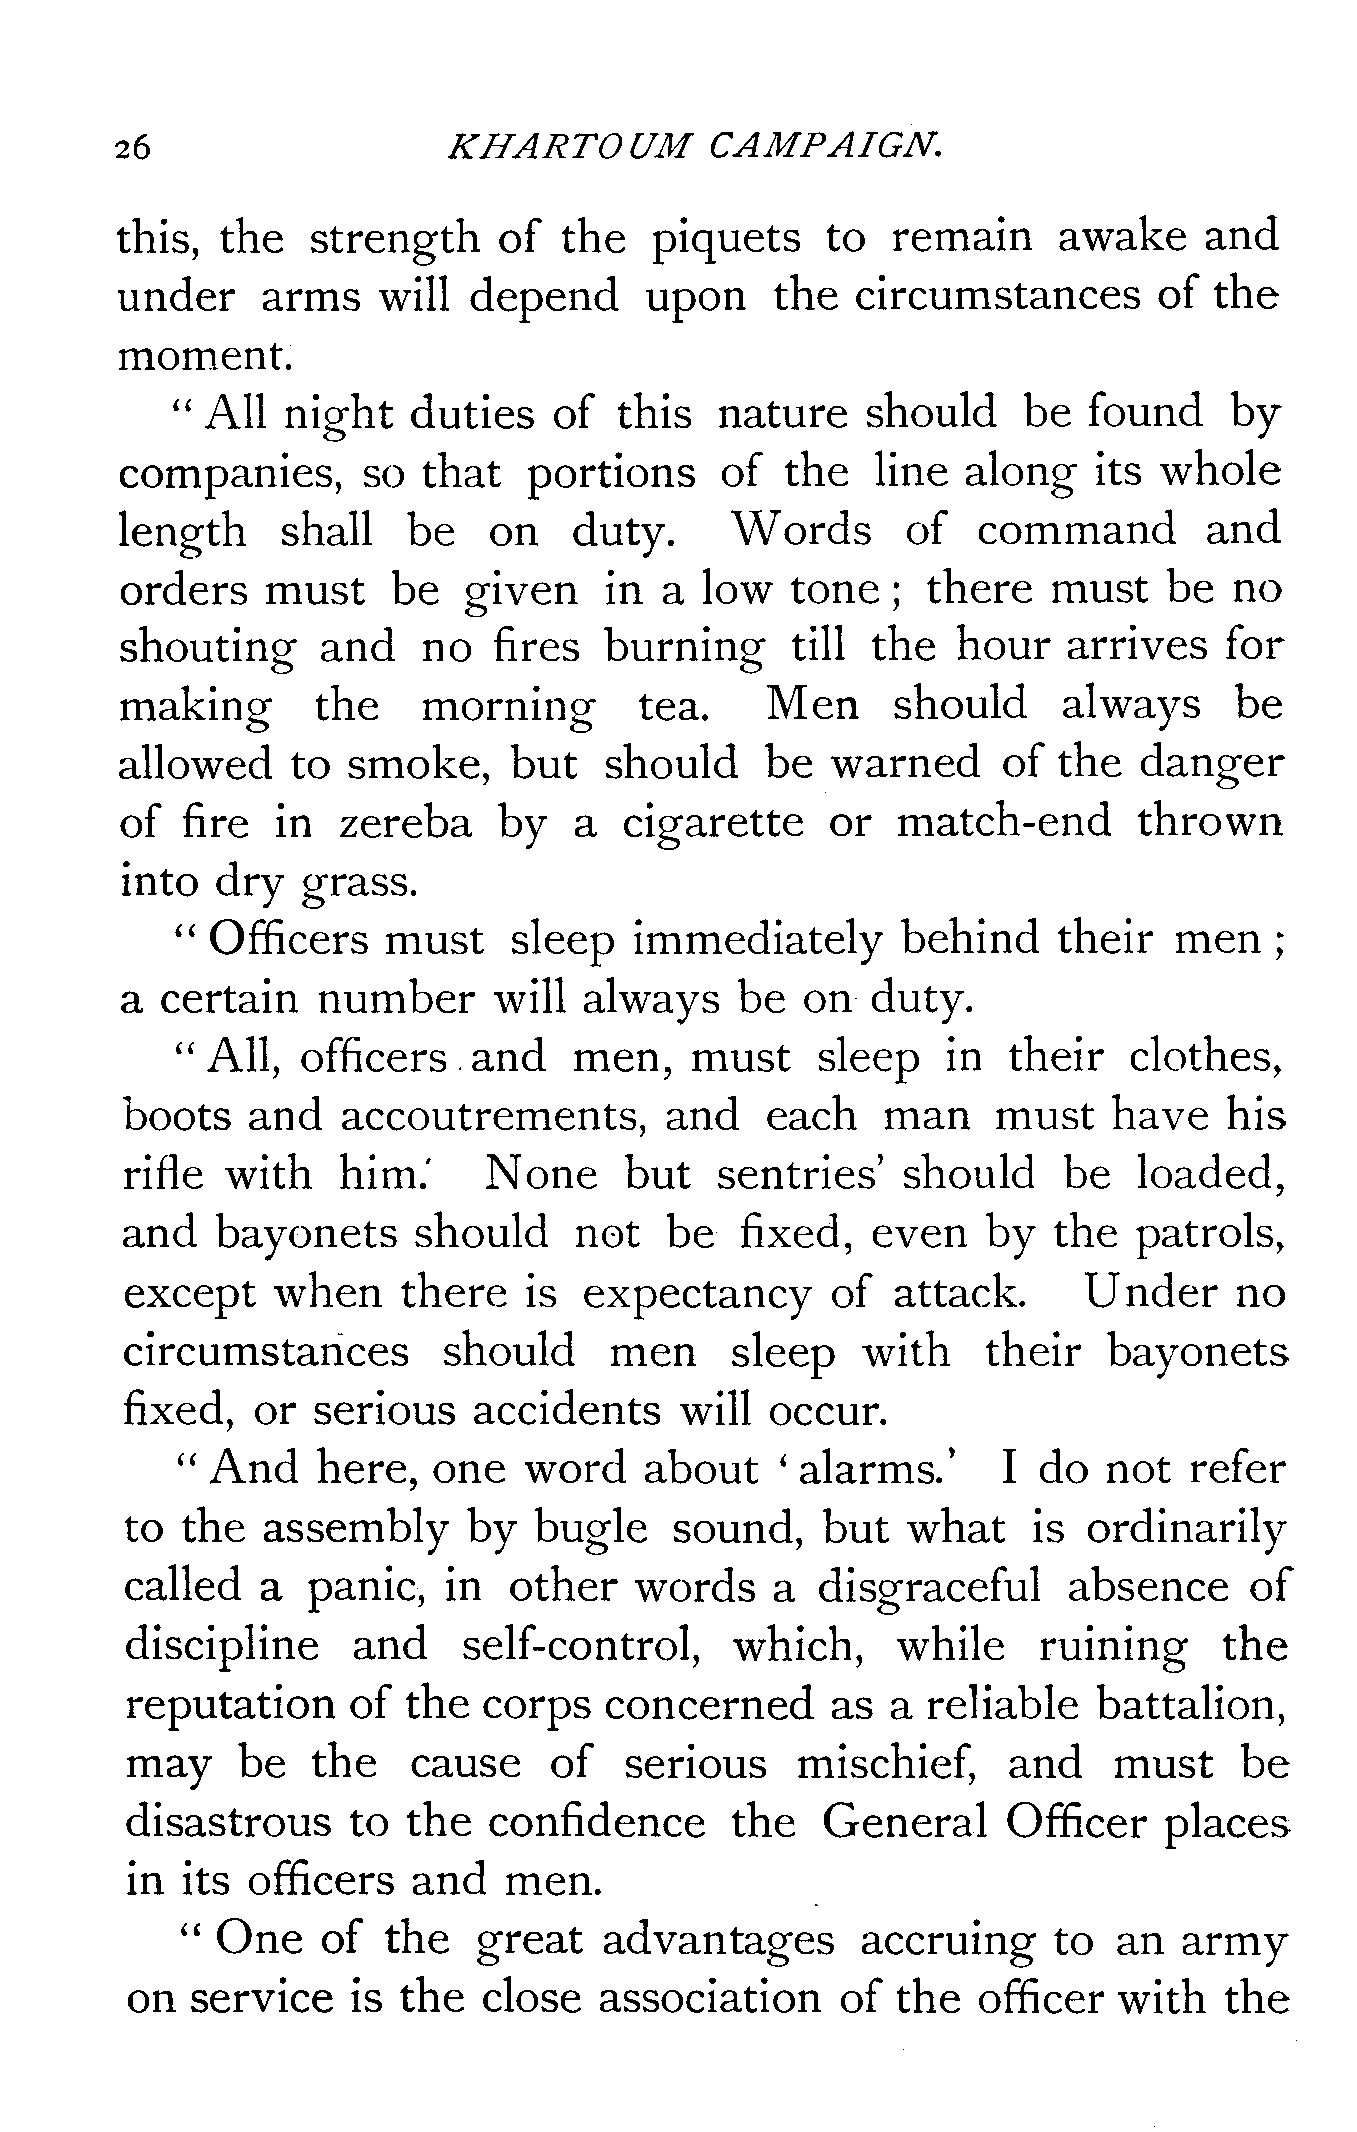 26 KHARTOUM CAMPAIGN.
this, the strength of the piquets to remain awake and
under arms will depend upon the circumstances of the
moment.
“ All night duties of this nature should be found by
companies, so that portions of the line along its whole
length shall be on duty. Words of command and
orders must be given in a low tone ; there must be no
shouting and no fires burning till the hour arrives for
making the morning tea. Men should always be
allowed to smoke, but should be warned of the danger
of fire in zereba by a cigarette or match-end thrown
into dry grass.
“ Officers must sleep immediately behind their men ;
a certain number will always be on duty.
“ All, officers and men, must sleep in their clothes,
boots and accoutrements, and each man must have his
rifle with him. None but sentries’ should be loaded,
and bayonets should not be fixed, even by the patrols,
except when there is expectancy of attack. Under no
circumstances should men sleep with their bayonets
fixed, or serious accidents will occur.
“ And here, one word about ‘ alarms.’ I do not refer
to the assembly by bugle sound, but what is ordinarily
called a panic, in other words a disgraceful absence of
discipline and self-control, which, while ruining the
reputation of the corps concerned as a reliable battalion,
may be the cause of serious mischief, and must be
disastrous to the confidence the General Officer places
in its officers and men.
“ One of the great advantages accruing to an army
on service is the close association of the officer with the